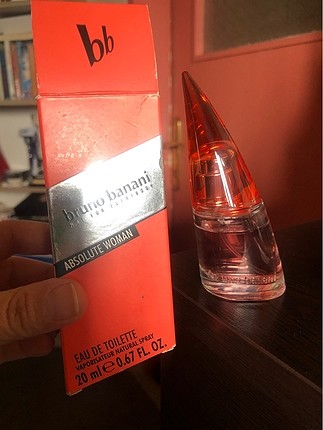 bb
bruno banani
ABSOLUTE WOMAN
EAU DE TOILETTE
VAPORISATEUR NATURAL SPRAY
20 ml ℮ 0.67 FL. OZ.